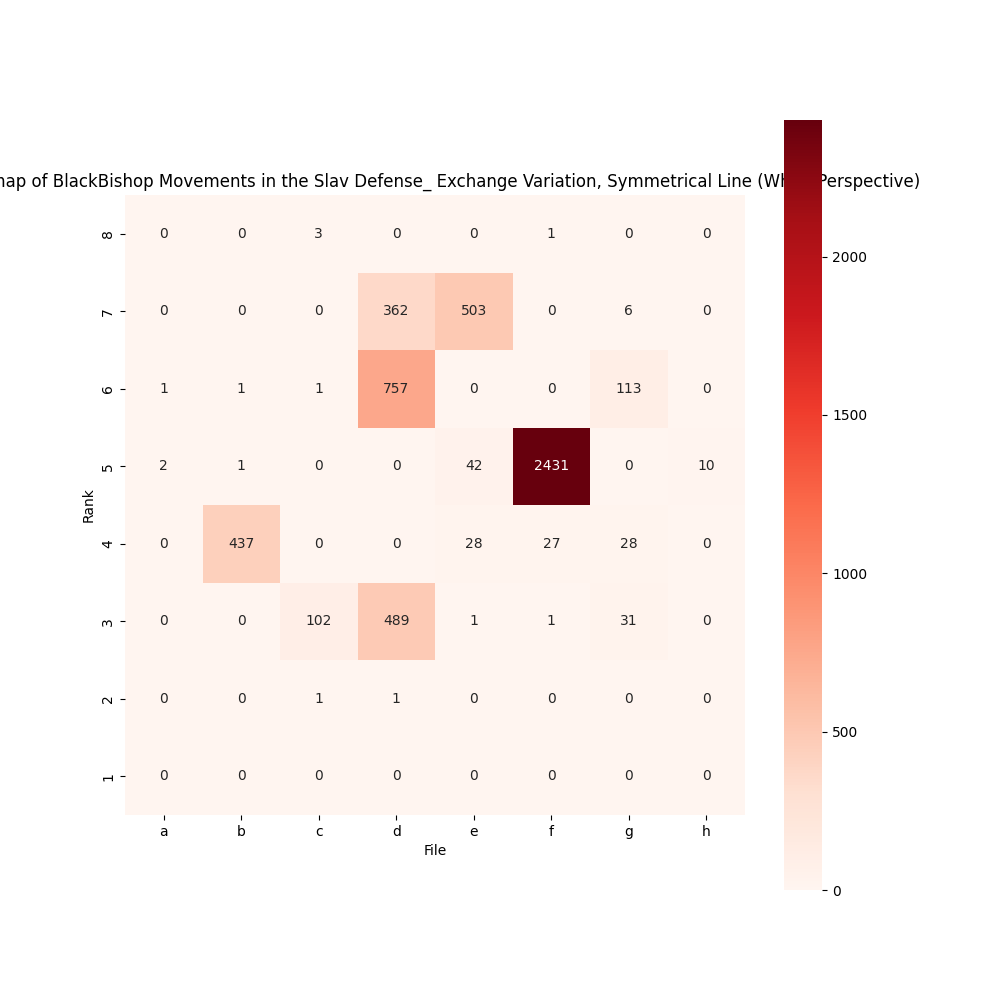 of BlackBishop Movements in the Slav Defense_ Exchange Variation, Symmetrical Line (Wh Perspective)
8 0 0 3 0 0 1 0 0
7 0 0 0 362 503 0 6 0
6 1 1 1 757 0 0 113 0
5 2 1 0 0 42 2431 0 10
Rank
4 0 437 0 0 28 27 28 0
3 0 0 102 489 1 1 31 0
2 0 0 1 1 0 0 0 0
1 0 0 0 0 0 0 0 0
a b c d e f g h
File
2000
1500
1000
500
0